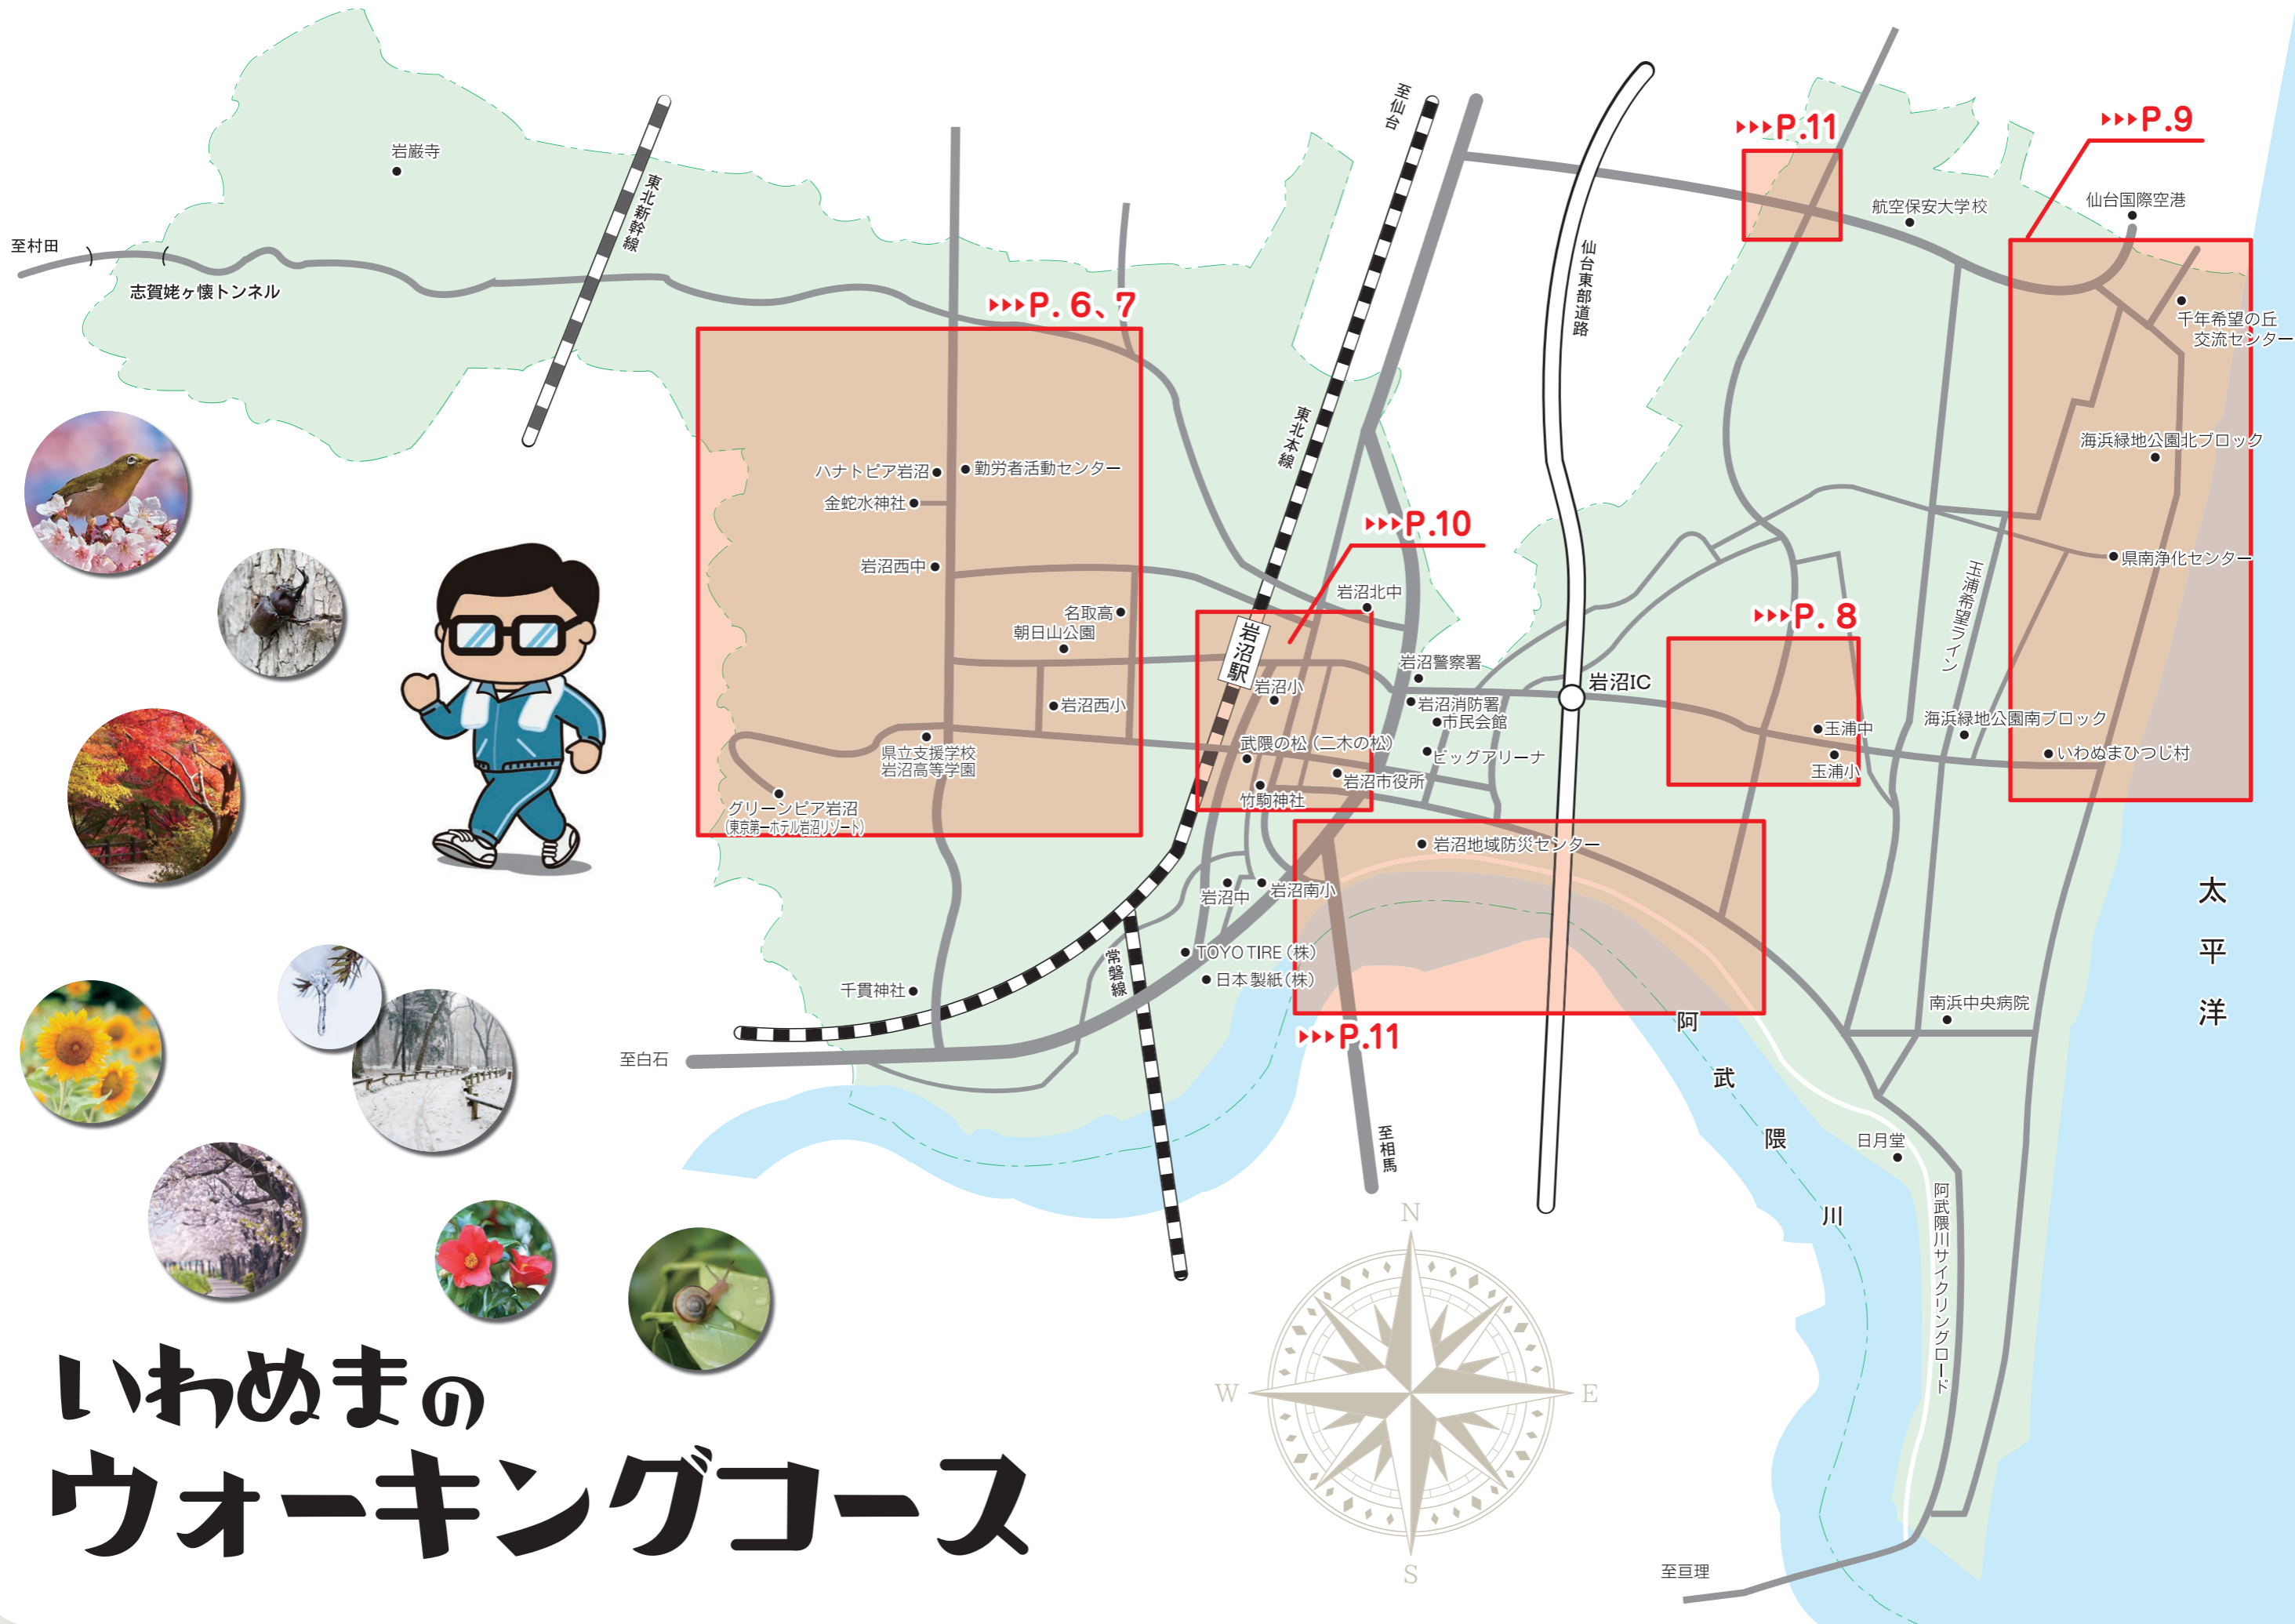 至仙台
▸▸▸P.11
▸▸▸P.9
岩巌寺
東北新幹線
航空保安大学校
仙台国際空港
至村田
志賀姥ヶ懐トンネル
仙台東部道路
▸▸▸P. 6、7
千年希望の丘
交流センター
東北本線
海浜緑地公園北ブロック
ハナトピア岩沼
勤労者活動センター
金蛇水神社
▸▸▸P.10
岩沼西中
県南浄化センター
玉浦希望ライン
岩沼北中
名取高
朝日山公園
▸▸▸P. 8
岩沼駅
岩沼警察署
岩沼IC
岩沼小
岩沼西小
岩沼消防署
市民会館
海浜緑地公園南ブロック
玉浦中
武隈の松（二木の松）
ビッグアリーナ
いわぬまひつじ村
県立支援学校
岩沼高等学園
玉浦小
岩沼市役所
竹駒神社
グリーンピア岩沼
（東京第一ホテル岩沼リゾート）
岩沼地域防災センター
岩沼中
岩沼南小
太平洋
TOYO TIRE（株）
常磐線
日本製紙（株）
千貫神社
南浜中央病院
阿武隈川
▸▸▸P.11
至白石
至相馬
日月堂
阿武隈川サイクリングロード
N
W
E
S
いわぬまの
ウォーキングコース
至亘理